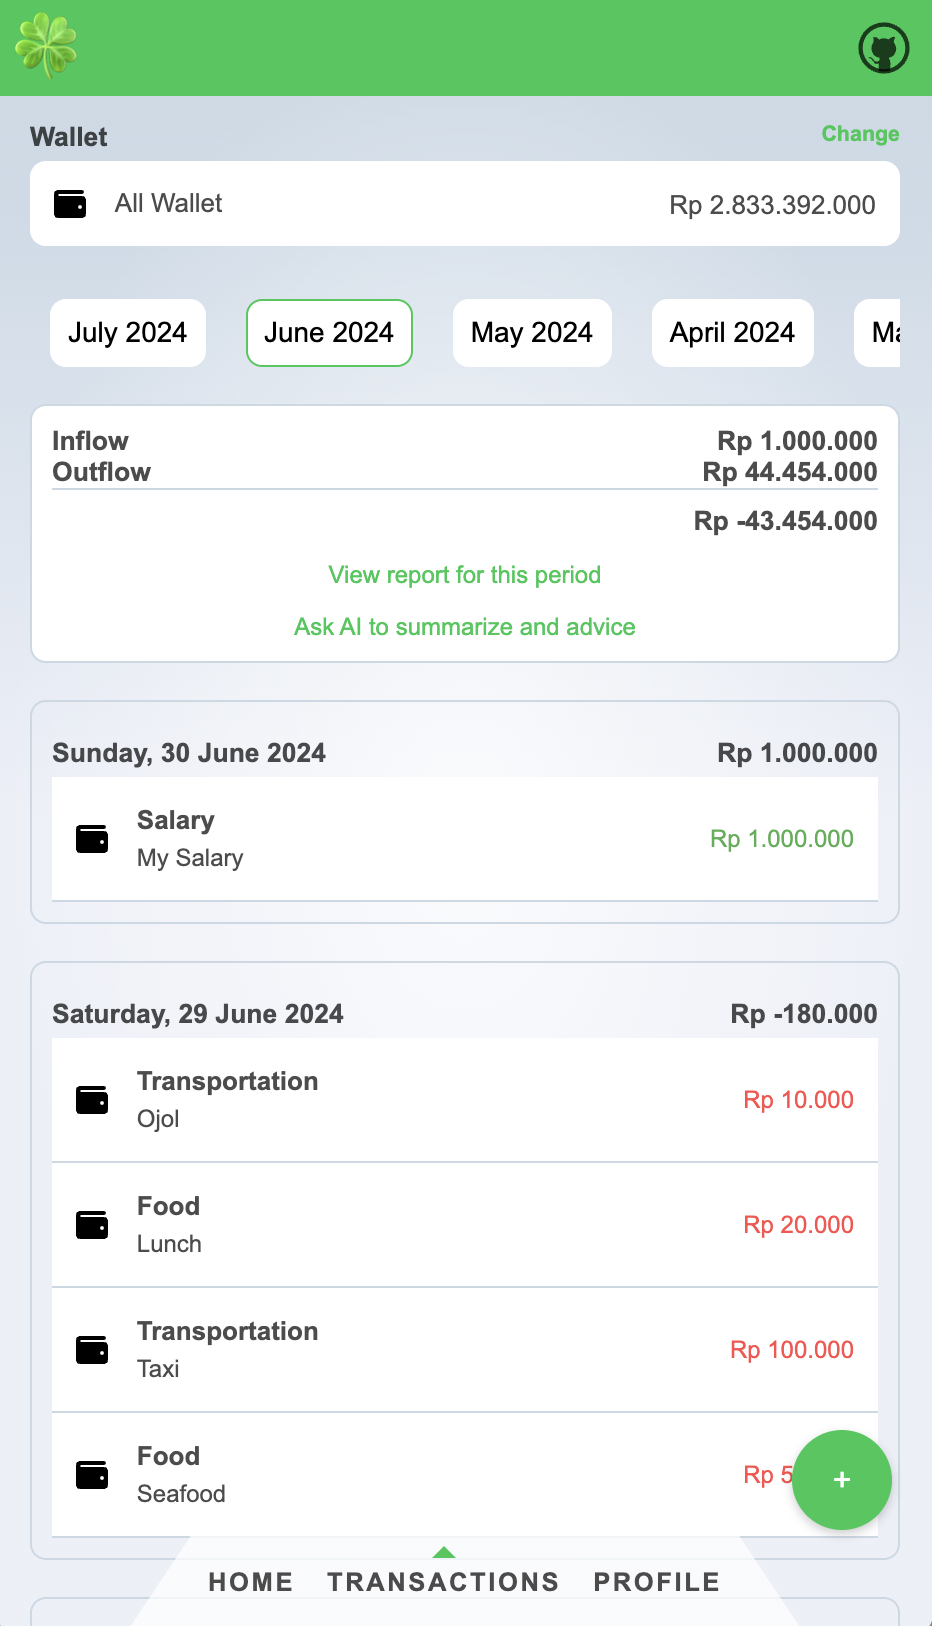 Wallet
Change
All Wallet
Rp 2.833.392.000
July 2024
June 2024
May 2024
April 2024
Inflow
Rp 1.000.000
Outflow
Rp 44.454.000
Rp -43.454.000
View report for this period
Ask AI to summarize and advice
Sunday, 30 June 2024
Rp 1.000.000
Salary
My Salary
Rp 1.000.000
Saturday, 29 June 2024
Rp -180.000
Transportation
Ojol
Rp 10.000
Food
Lunch
Rp 20.000
Transportation
Taxi
Rp 100.000
Food
Seafood
Rp
+
HOME
TRANSACTIONS
PROFILE